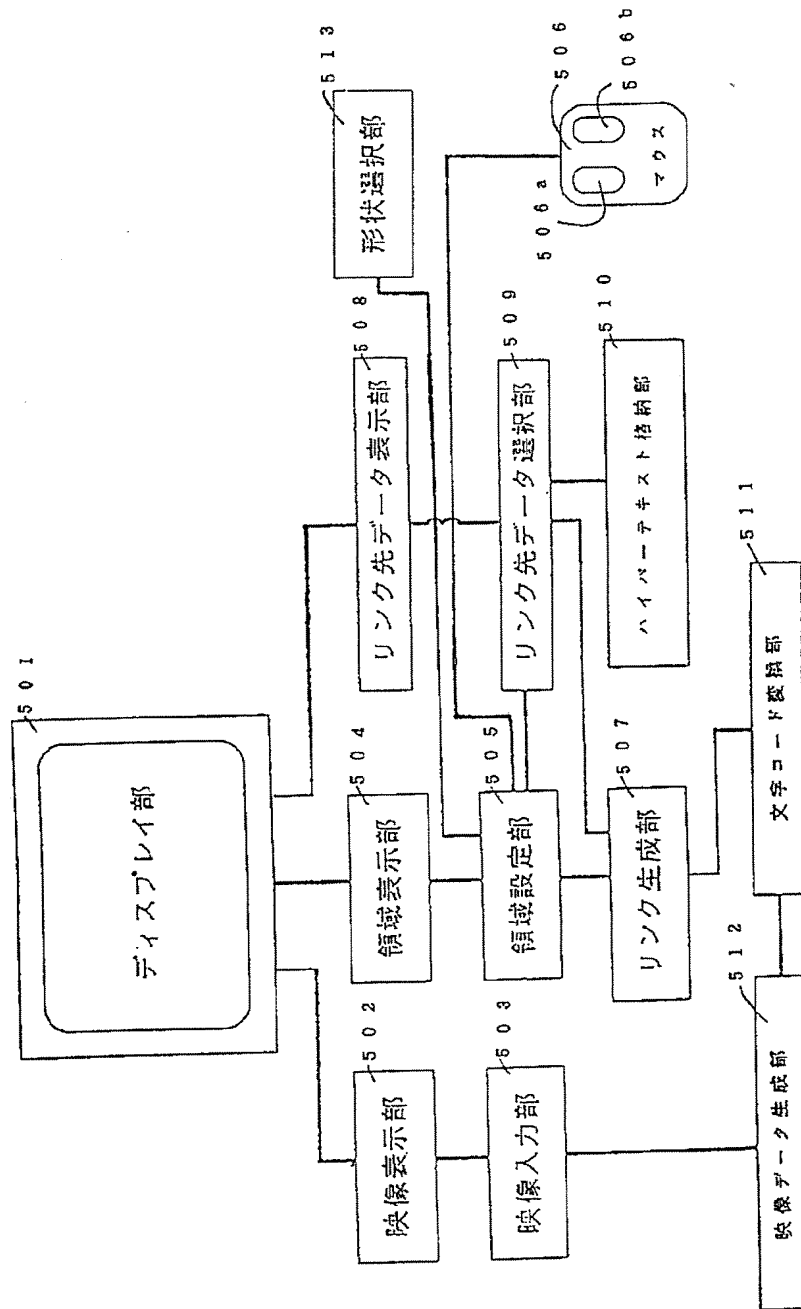 501
ディスプレイ部
502
映像表示部
504
領域表示部
508
リンク先データ表示部
513
形状選択部
503
映像入力部
505
領域設定部
509
リンク先データ選択部
506
506a
506b
マウス
507
リンク生成部
510
ハイパーテキスト格納部
512
映像データ生成部
511
文字コード変換部